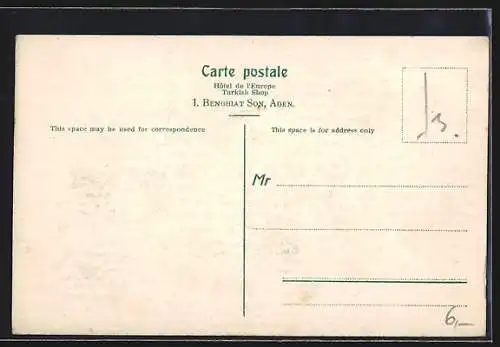 Carte postale
Hôtel de l'Europe
Turkish Shop
I. BENGHIAT SON, ADEN.
This space may be used for correspondence
This space is for address only
Mr
6,—